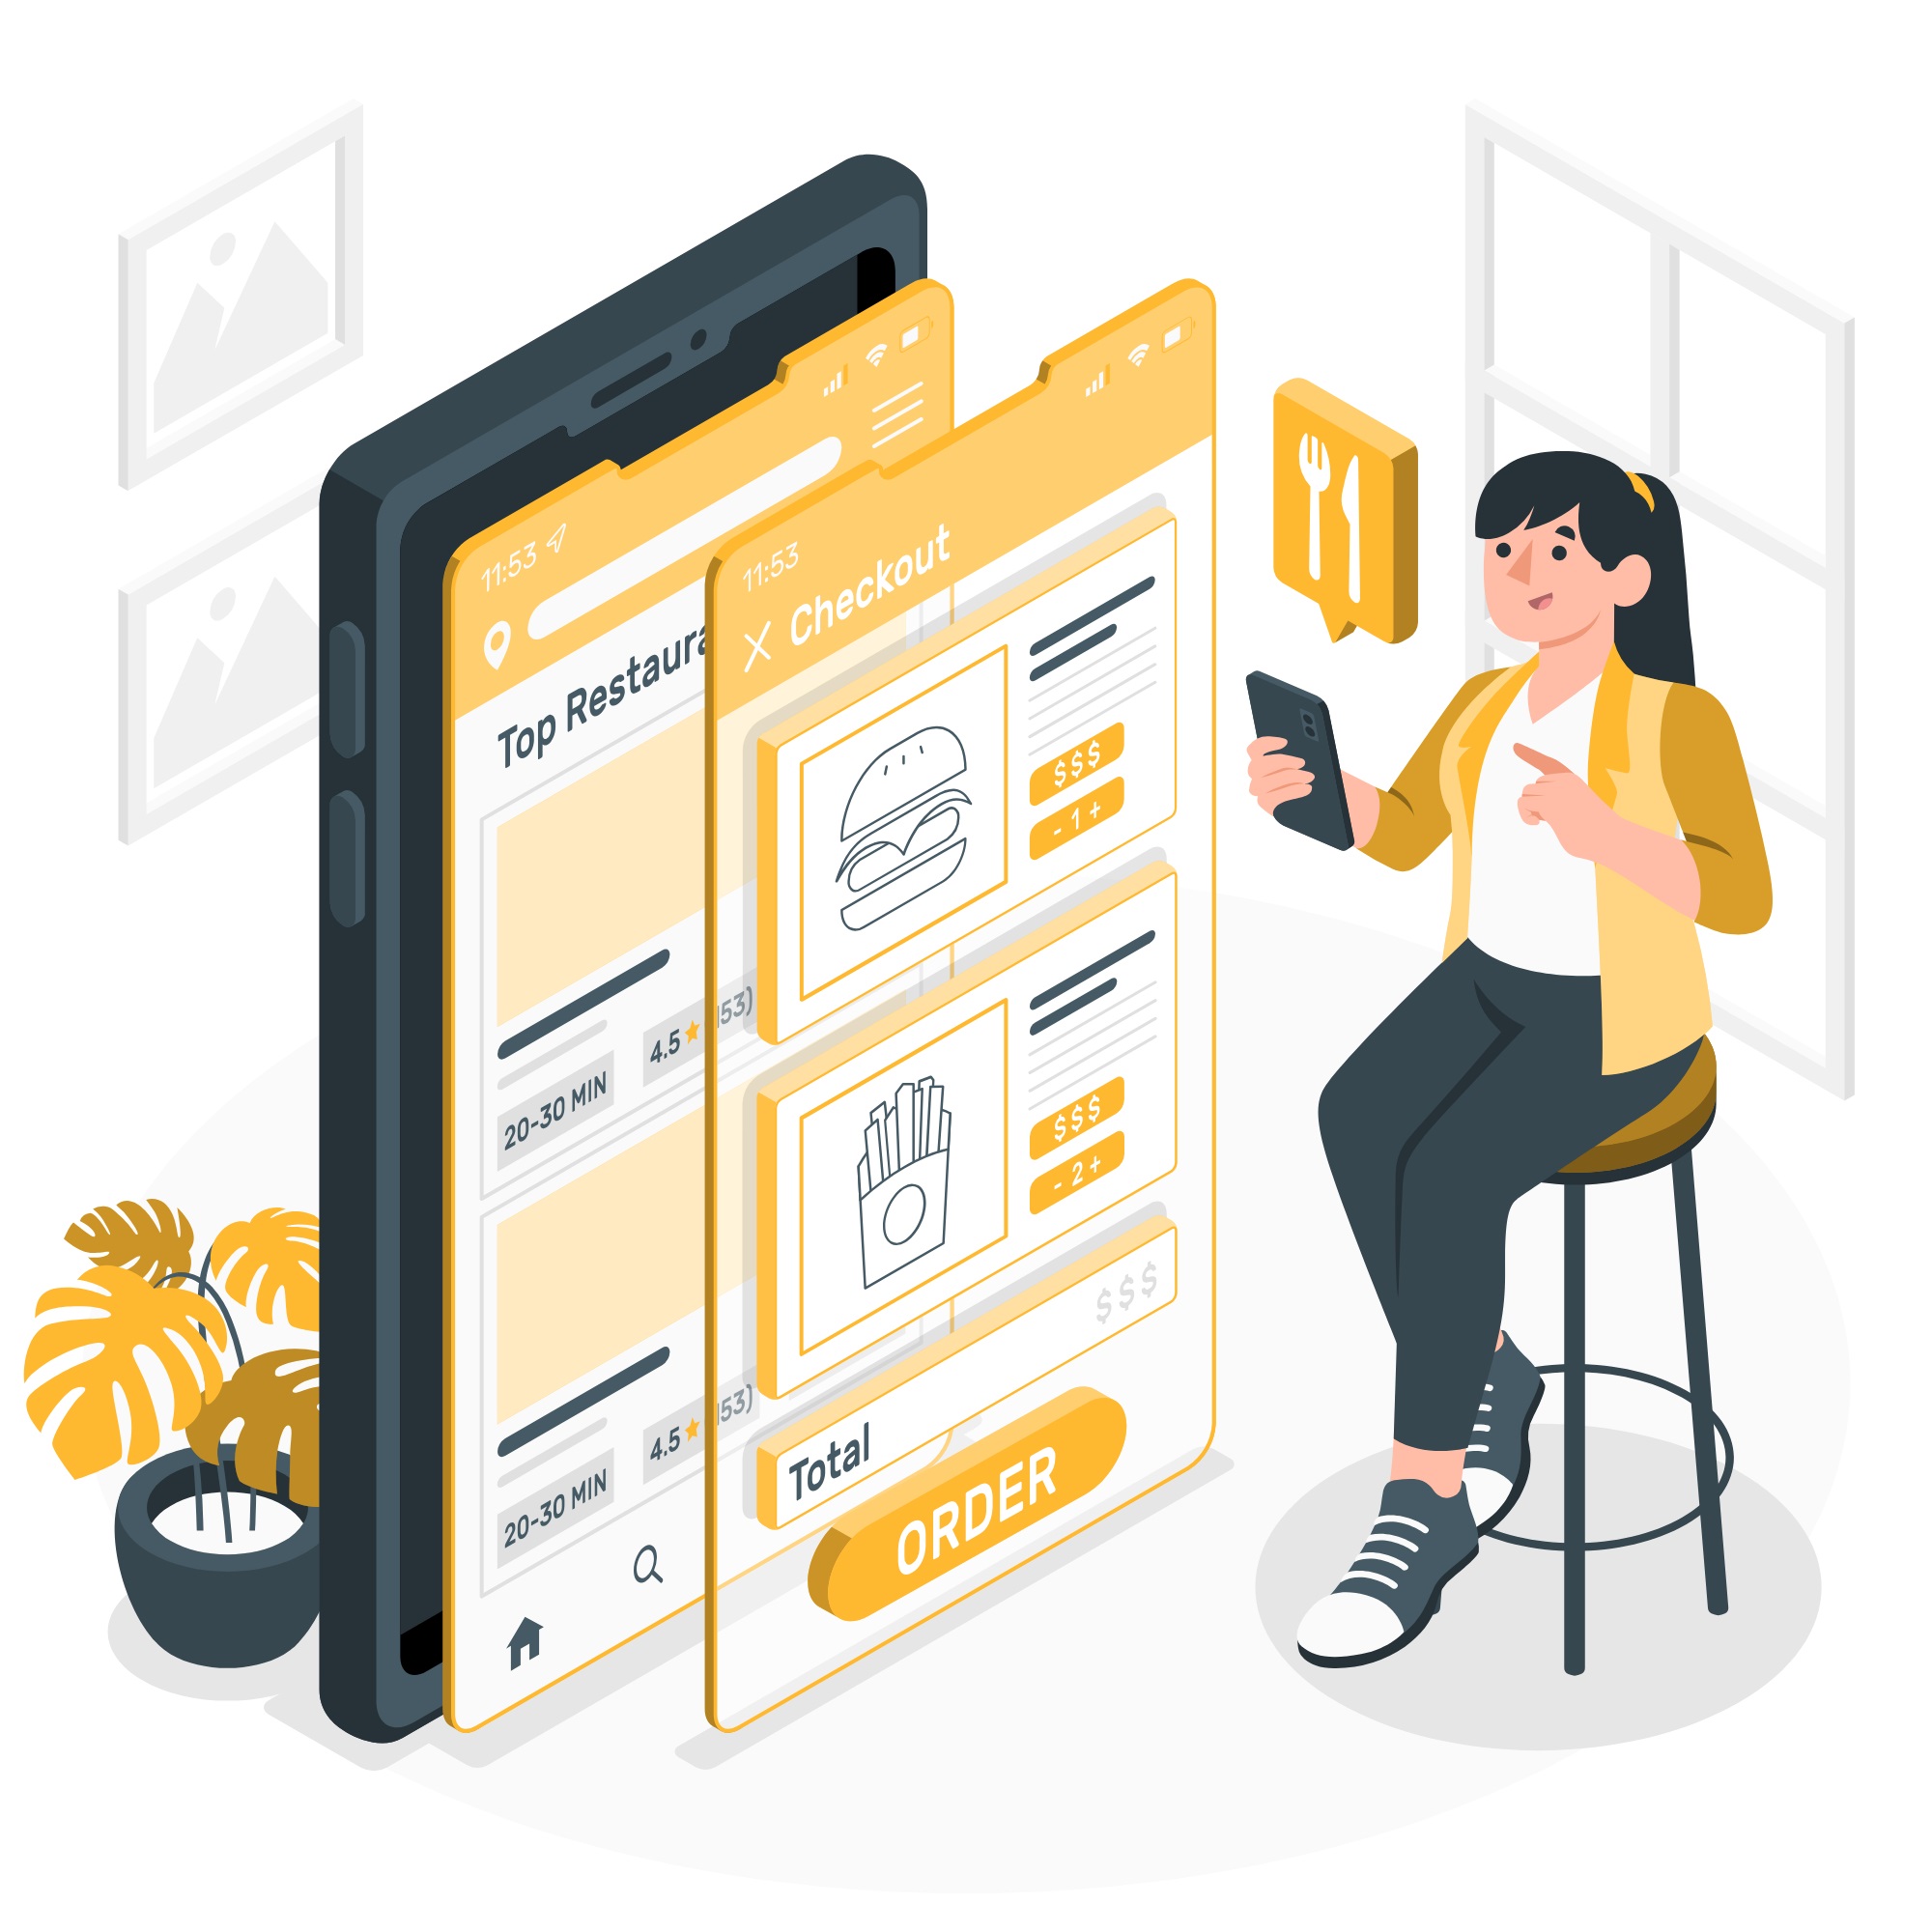 11:53
Top Restaura
4.5 53)
20-30 MIN
4.5 53)
20-30 MIN
11:53
Checkout
$$$
- 1 +
$$$
- 2 +
Total $$$
ORDER